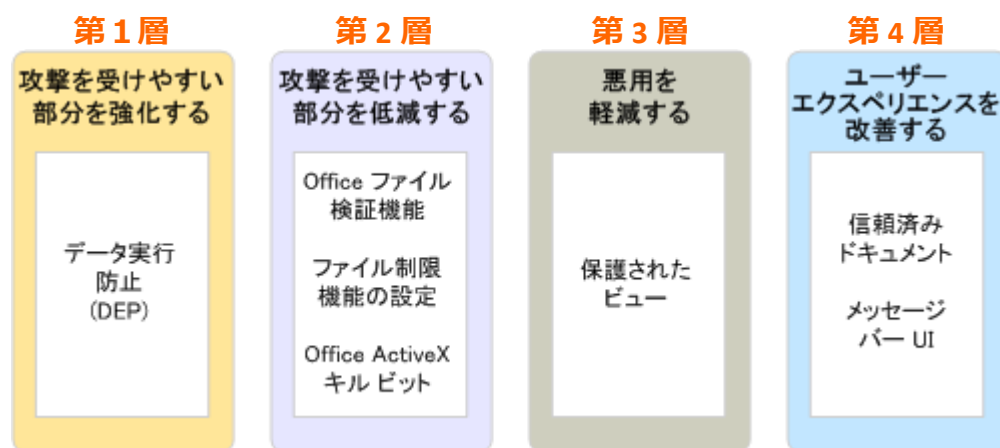 第１層
攻撃を受けやすい
部分を強化する
データ実行
防止
(DEP)
第 2 層
攻撃を受けやすい
部分を低減する
Office ファイル
検証機能
ファイル制限
機能の設定
Office ActiveX
キル ビット
第 3 層
悪用を
軽減する
保護された
ビュー
第 4 層
ユーザー
エクスペリエンスを
改善する
信頼済み
ドキュメント
メッセージ
バー UI